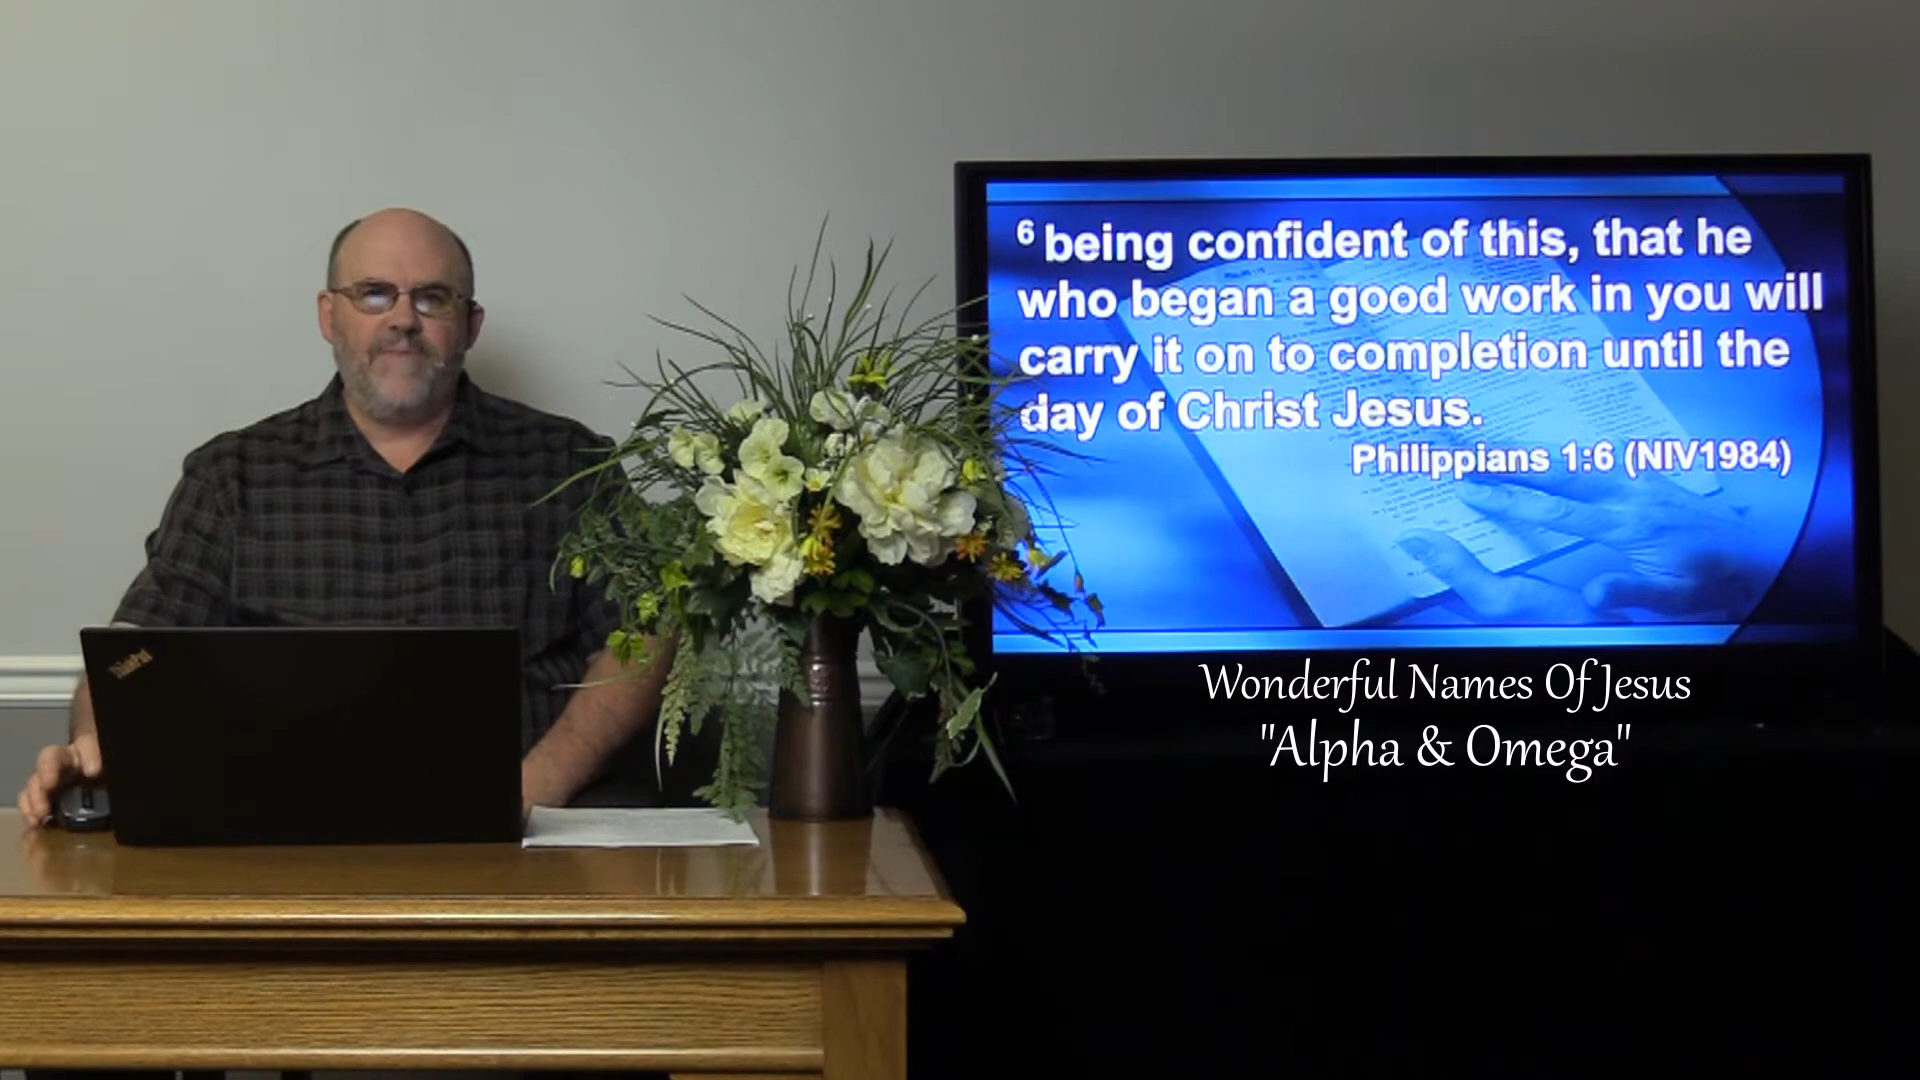 ⁶ being confident of this, that he
who began a good work in you will
carry it on to completion until the
day of Christ Jesus.
Philippians 1:6 (NIV1984)
Wonderful Names Of Jesus
"Alpha & Omega"
ThinkPad